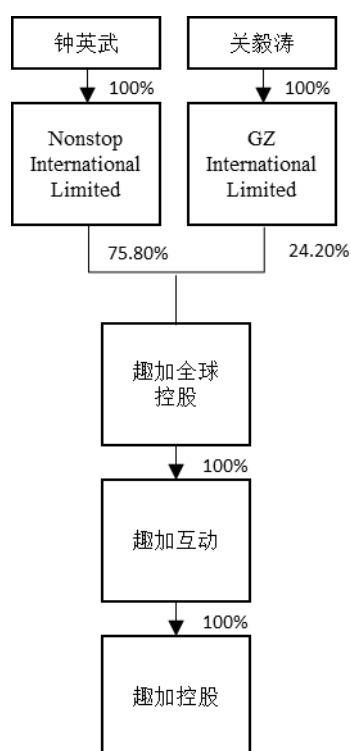 钟英武
关毅涛
100%
100%
Nonstop
International
Limited
GZ
International
Limited
75.80%
24.20%
趣加全球
控股
100%
趣加互动
100%
趣加控股